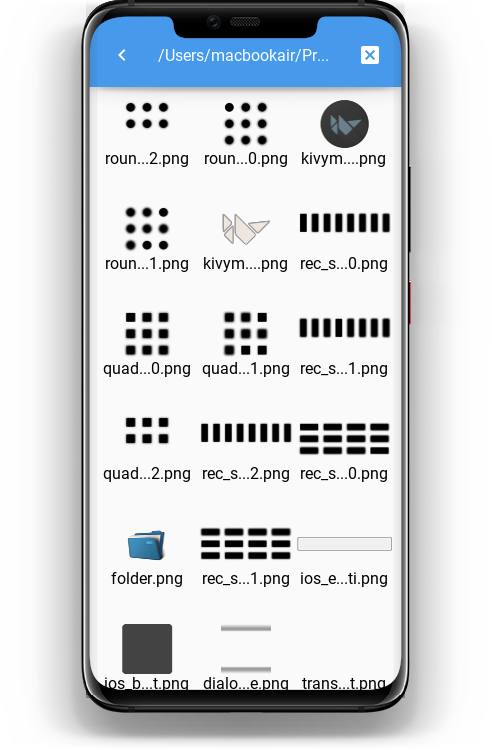 /Users/macbookair/Pr...
roun...2.png roun...0.png kivym....png
roun...1.png kivym....png rec_s...0.png
quad...0.png quad...1.png rec_s...1.png
quad...2.png rec_s...2.png rec_s...0.png
folder.png rec_s...1.png ios_e...ti.png
ios_b...t.png dialo...e.png trans...t.png